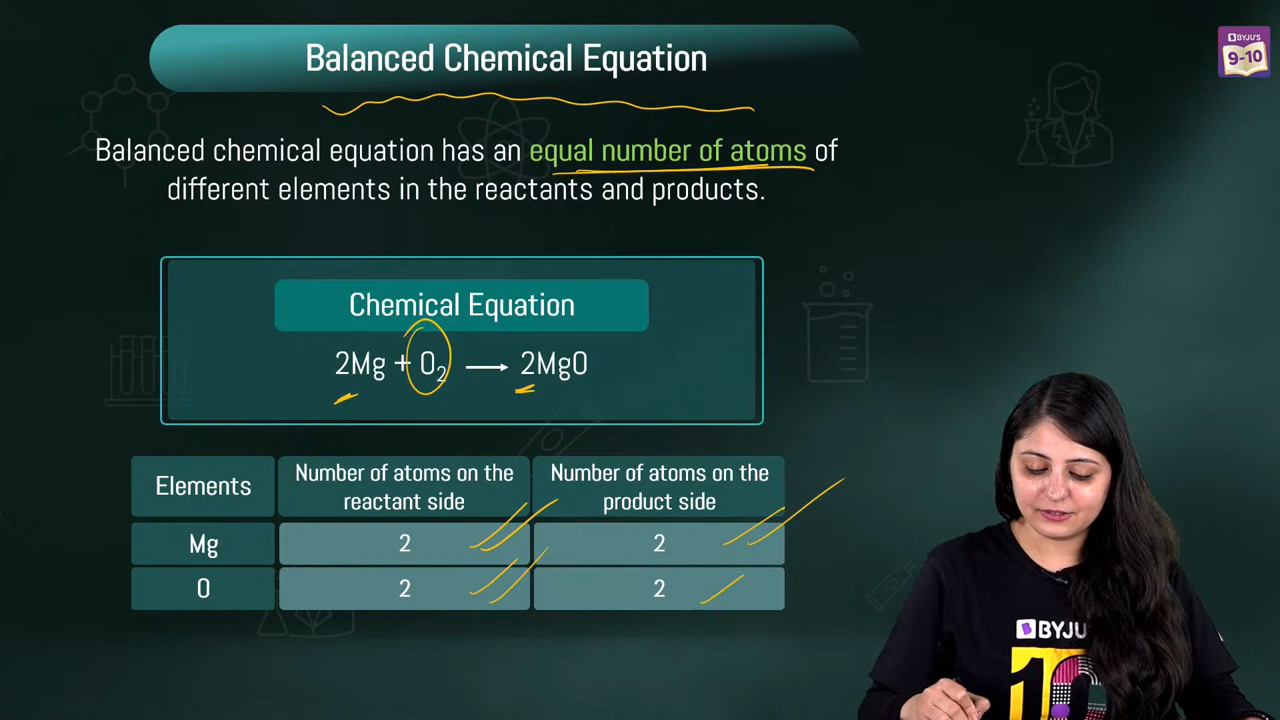 Balanced Chemical Equation
BYJU'S
9-10
Balanced chemical equation has an equal number of atoms of
different elements in the reactants and products.
Chemical Equation
2Mg + O₂ ⟶ 2MgO
Elements
Number of atoms on the
reactant side
Number of atoms on the
product side
Mg 2 2
O 2 2
BYJU'
10